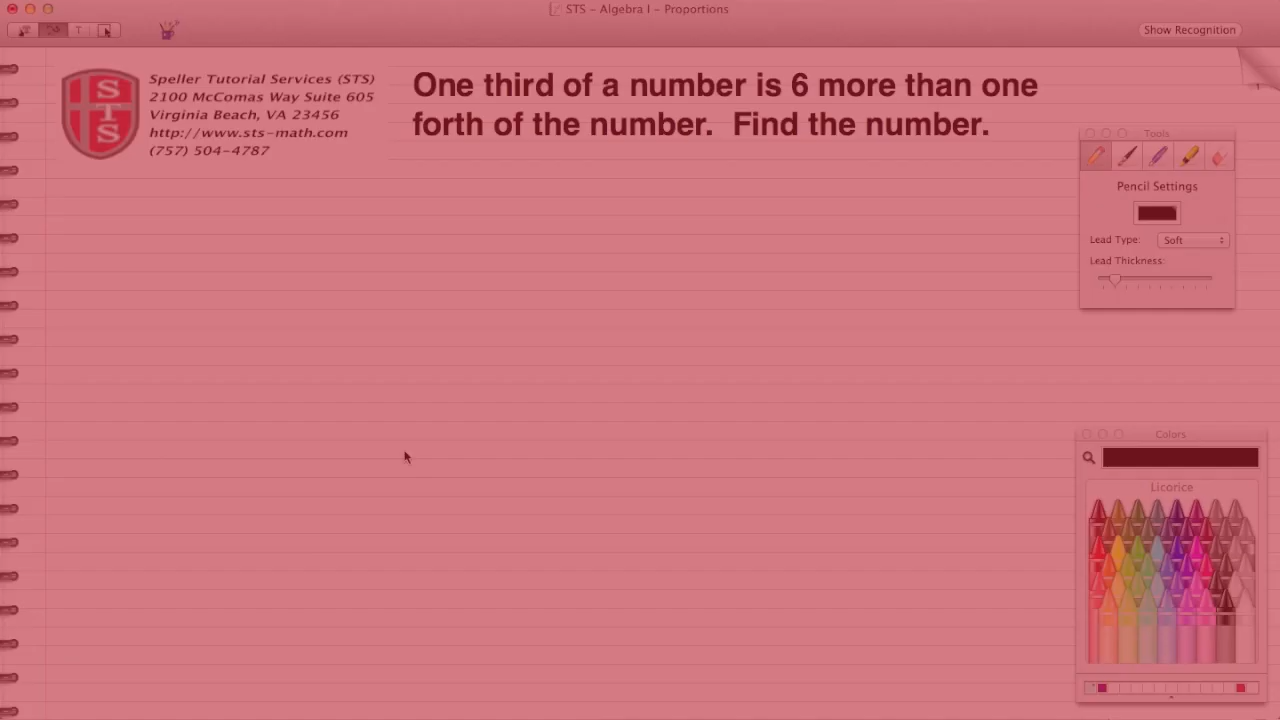 STS - Algebra I - Proportions
T
Show Recognition
Speller Tutorial Services (STS)
2100 McComas Way Suite 605
Virginia Beach, VA 23456
http://www.sts-math.com
(757) 504-4787
STS
One third of a number is 6 more than one
forth of the number.  Find the number.
Tools
Pencil Settings
Lead Type: Soft
Lead Thickness:
Colors
Licorice